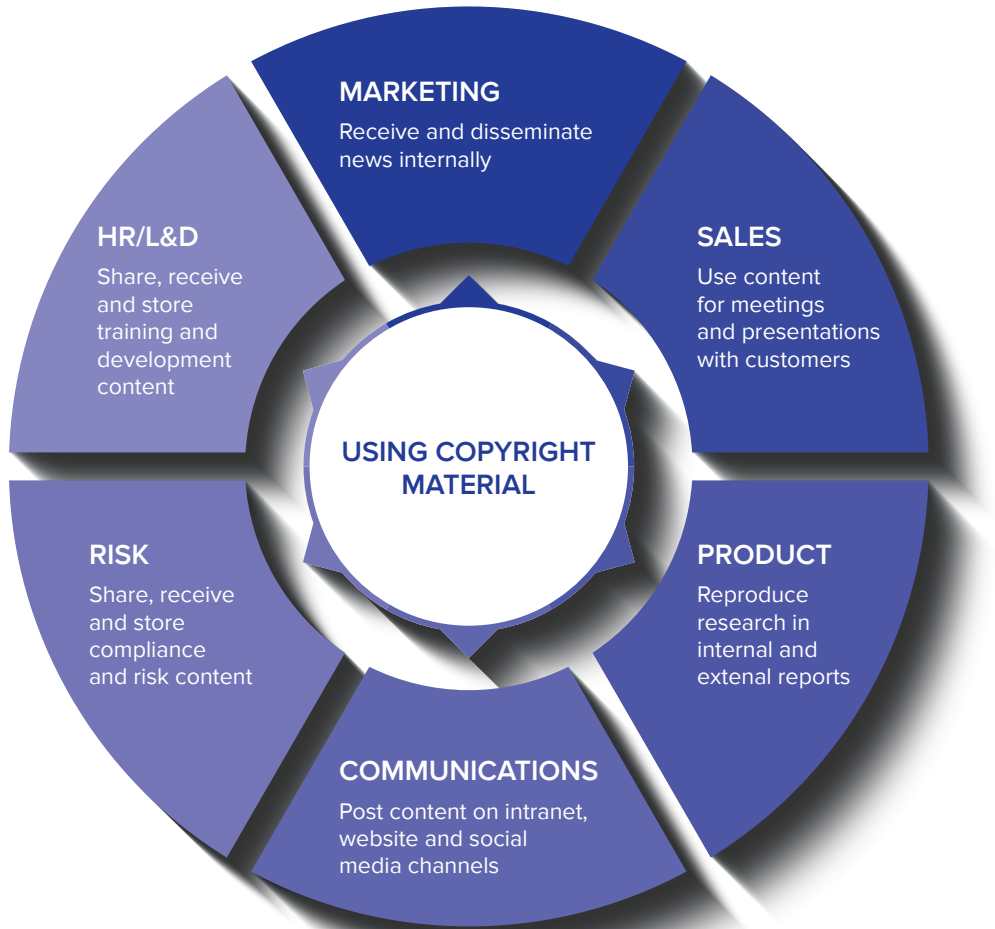 MARKETING
Receive and disseminate
news internally
SALES
Use content
for meetings
and presentations
with customers
PRODUCT
Reproduce
research in
internal and
extenal reports
COMMUNICATIONS
Post content on intranet,
website and social
media channels
RISK
Share, receive
and store
compliance
and risk content
HR/L&D
Share, receive
and store
training and
development
content
USING COPYRIGHT
MATERIAL